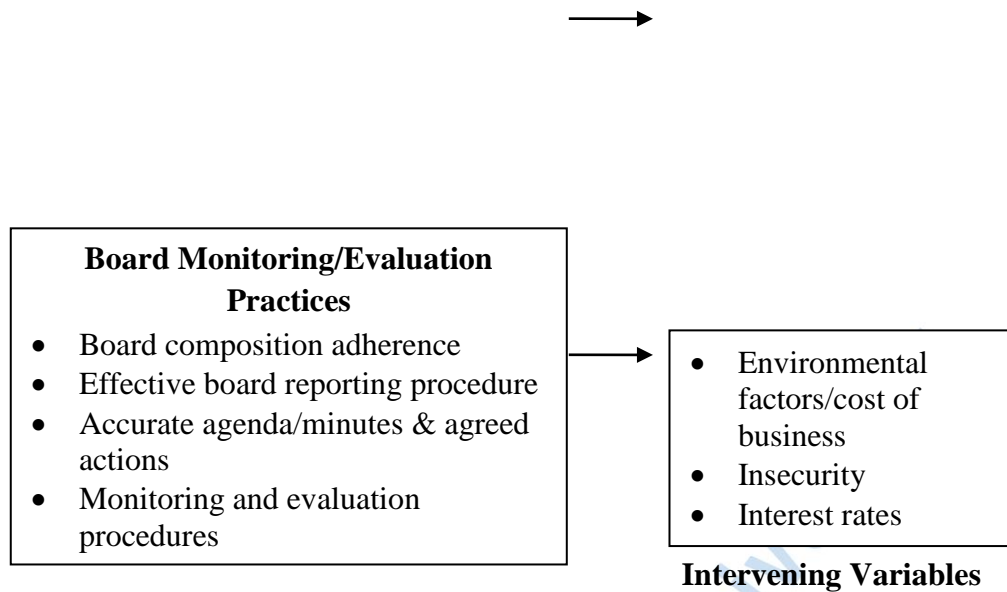 Board Monitoring/Evaluation
Practices
• Board composition adherence
• Effective board reporting procedure
• Accurate agenda/minutes & agreed
actions
• Monitoring and evaluation
procedures
• Environmental
factors/cost of
business
• Insecurity
• Interest rates
Intervening Variables